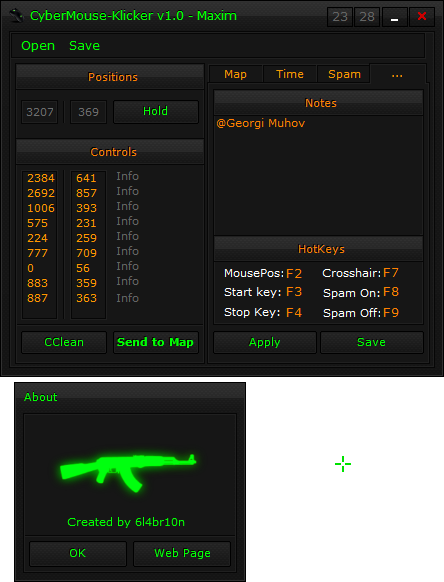 CyberMouse-Klicker v1.0 - Maxim 23 28
Open Save
Positions
3207 369 Hold
Controls
2384 641 Info
2692 857 Info
1006 393 Info
575 231 Info
224 259 Info
777 709 Info
0 56 Info
883 359 Info
887 363 Info
CClean Send to Map
Map Time Spam ...
Notes
@Georgi Muhov
HotKeys
MousePos: F2 Crosshair: F7
Start key: F3 Spam On: F8
Stop Key: F4 Spam Off: F9
Apply Save
About
Created by 6l4br10n
OK Web Page